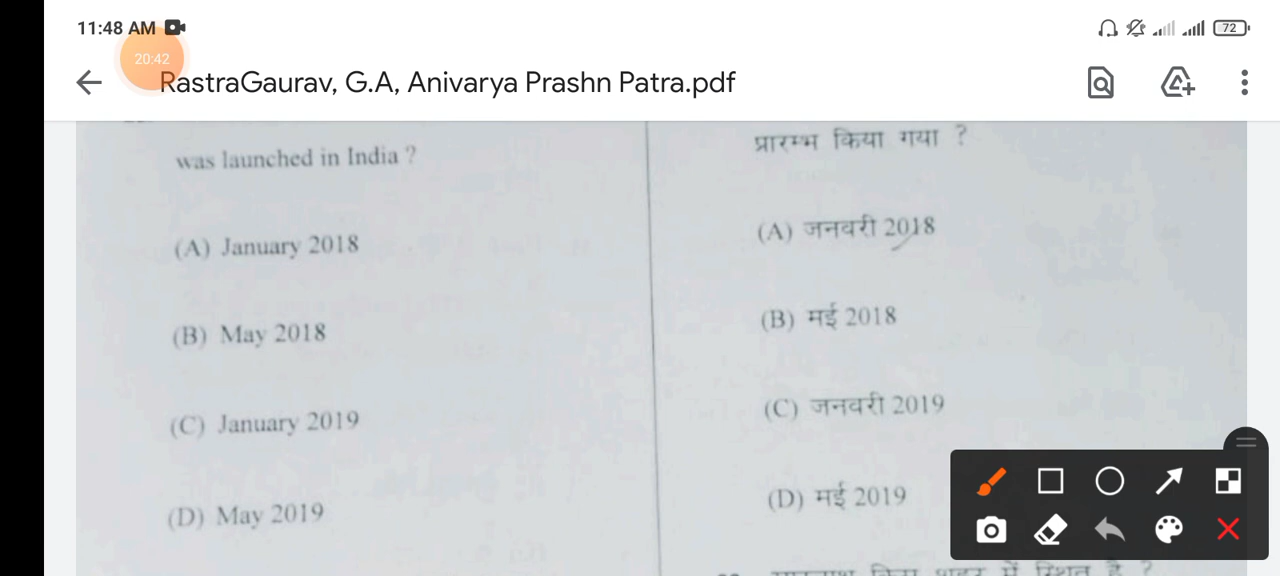 11:48 AM
72
20:42
RastraGaurav, G.A, Anivarya Prashn Patra.pdf
was launched in India ?
(A) January 2018
(B) May 2018
(C) January 2019
(D) May 2019
प्रारम्भ किया गया ?
(A) जनवरी 2018
(B) मई 2018
(C) जनवरी 2019
(D) मई 2019
किस शहर में स्थित है ?